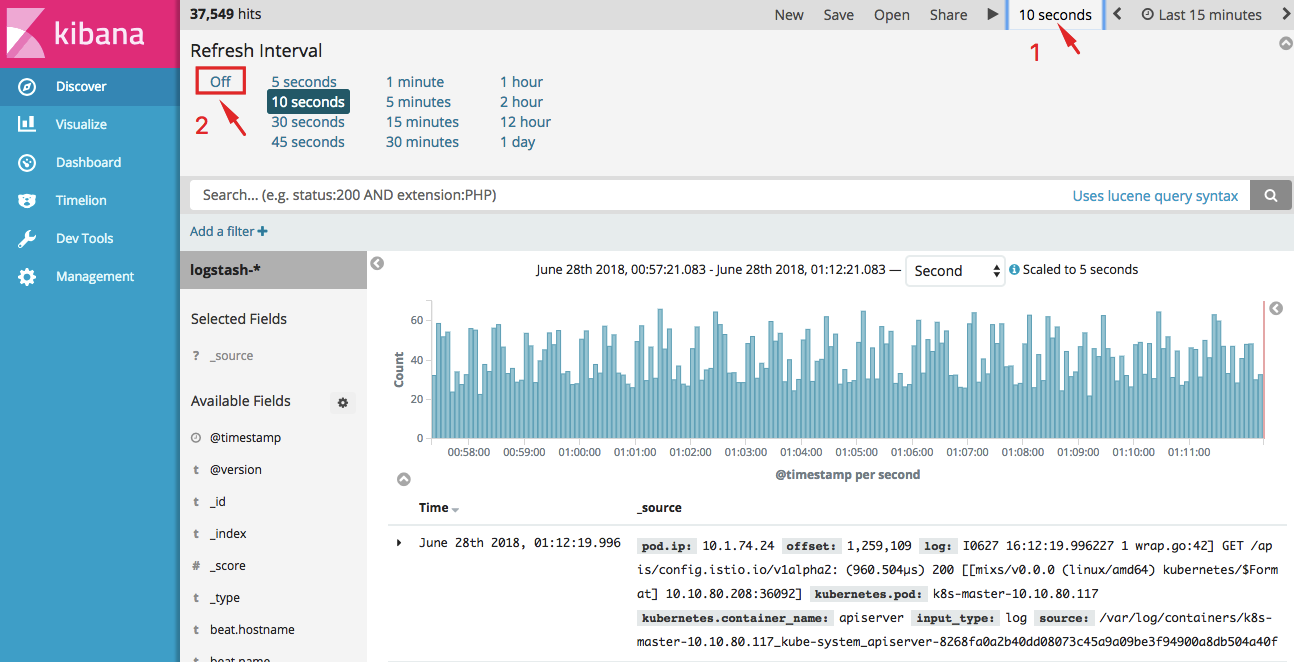 kibana
Discover
Visualize
Dashboard
Timelion
Dev Tools
Management
37,549 hits
New Save Open Share 10 seconds Last 15 minutes
1
Refresh Interval
Off 5 seconds 1 minute 1 hour
10 seconds 5 minutes 2 hour
2 30 seconds 15 minutes 12 hour
45 seconds 30 minutes 1 day
Search... (e.g. status:200 AND extension:PHP) Uses lucene query syntax
Add a filter +
logstash-*
Selected Fields
? _source
Available Fields
@timestamp
t @version
t _id
t _index
# _score
t _type
t beat.hostname
t beat.name
June 28th 2018, 00:57:21.083 - June 28th 2018, 01:12:21.083 — Second Scaled to 5 seconds
Count
60
40
20
0
00:58:00 00:59:00 01:00:00 01:01:00 01:02:00 01:03:00 01:04:00 01:05:00 01:06:00 01:07:00 01:08:00 01:09:00 01:10:00 01:11:00
@timestamp per second
Time _source
June 28th 2018, 01:12:19.996 pod.ip: 10.1.74.24 offset: 1,259,109 log: I0627 16:12:19.996227 1 wrap.go:42] GET /ap
is/config.istio.io/v1alpha2: (960.504µs) 200 [[mixs/v0.0.0 (linux/amd64) kubernetes/$Form
at] 10.10.80.208:36092] kubernetes.pod: k8s-master-10.10.80.117
kubernetes.container_name: apiserver input_type: log source: /var/log/containers/k8s-
master-10.10.80.117_kube-system_apiserver-8268fa0a2b40dd08073c45a9a09be3f94900a8db504a40f